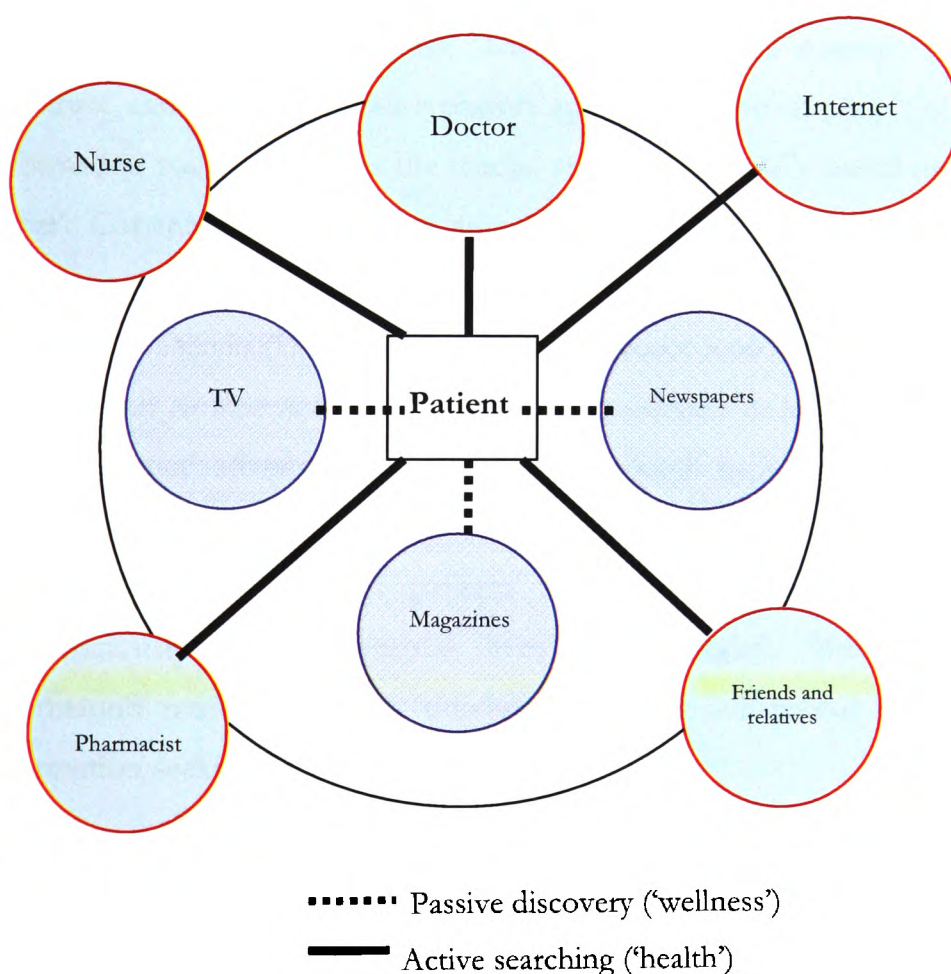 Nurse
Doctor
Internet
TV
Patient
Newspapers
Magazines
Pharmacist
Friends and
relatives
Passive discovery (‘wellness’)
Active searching (‘health’)